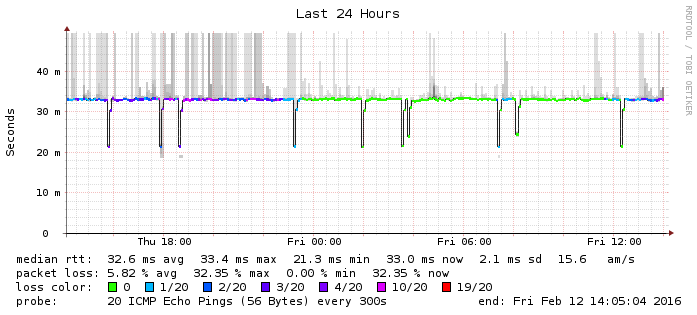 Last 24 Hours
RRDTOOL / TOBI OETIKER
Seconds
40 m
30 m
20 m
10 m
0
Thu 18:00 Fri 00:00 Fri 06:00 Fri 12:00
median rtt: 32.6 ms avg 33.4 ms max 21.3 ms min 33.0 ms now 2.1 ms sd 15.6 am/s
packet loss: 5.82 % avg 32.35 % max 0.00 % min 32.35 % now
loss color: 0 1/20 2/20 3/20 4/20 10/20 19/20
probe: 20 ICMP Echo Pings (56 Bytes) every 300s end: Fri Feb 12 14:05:04 2016